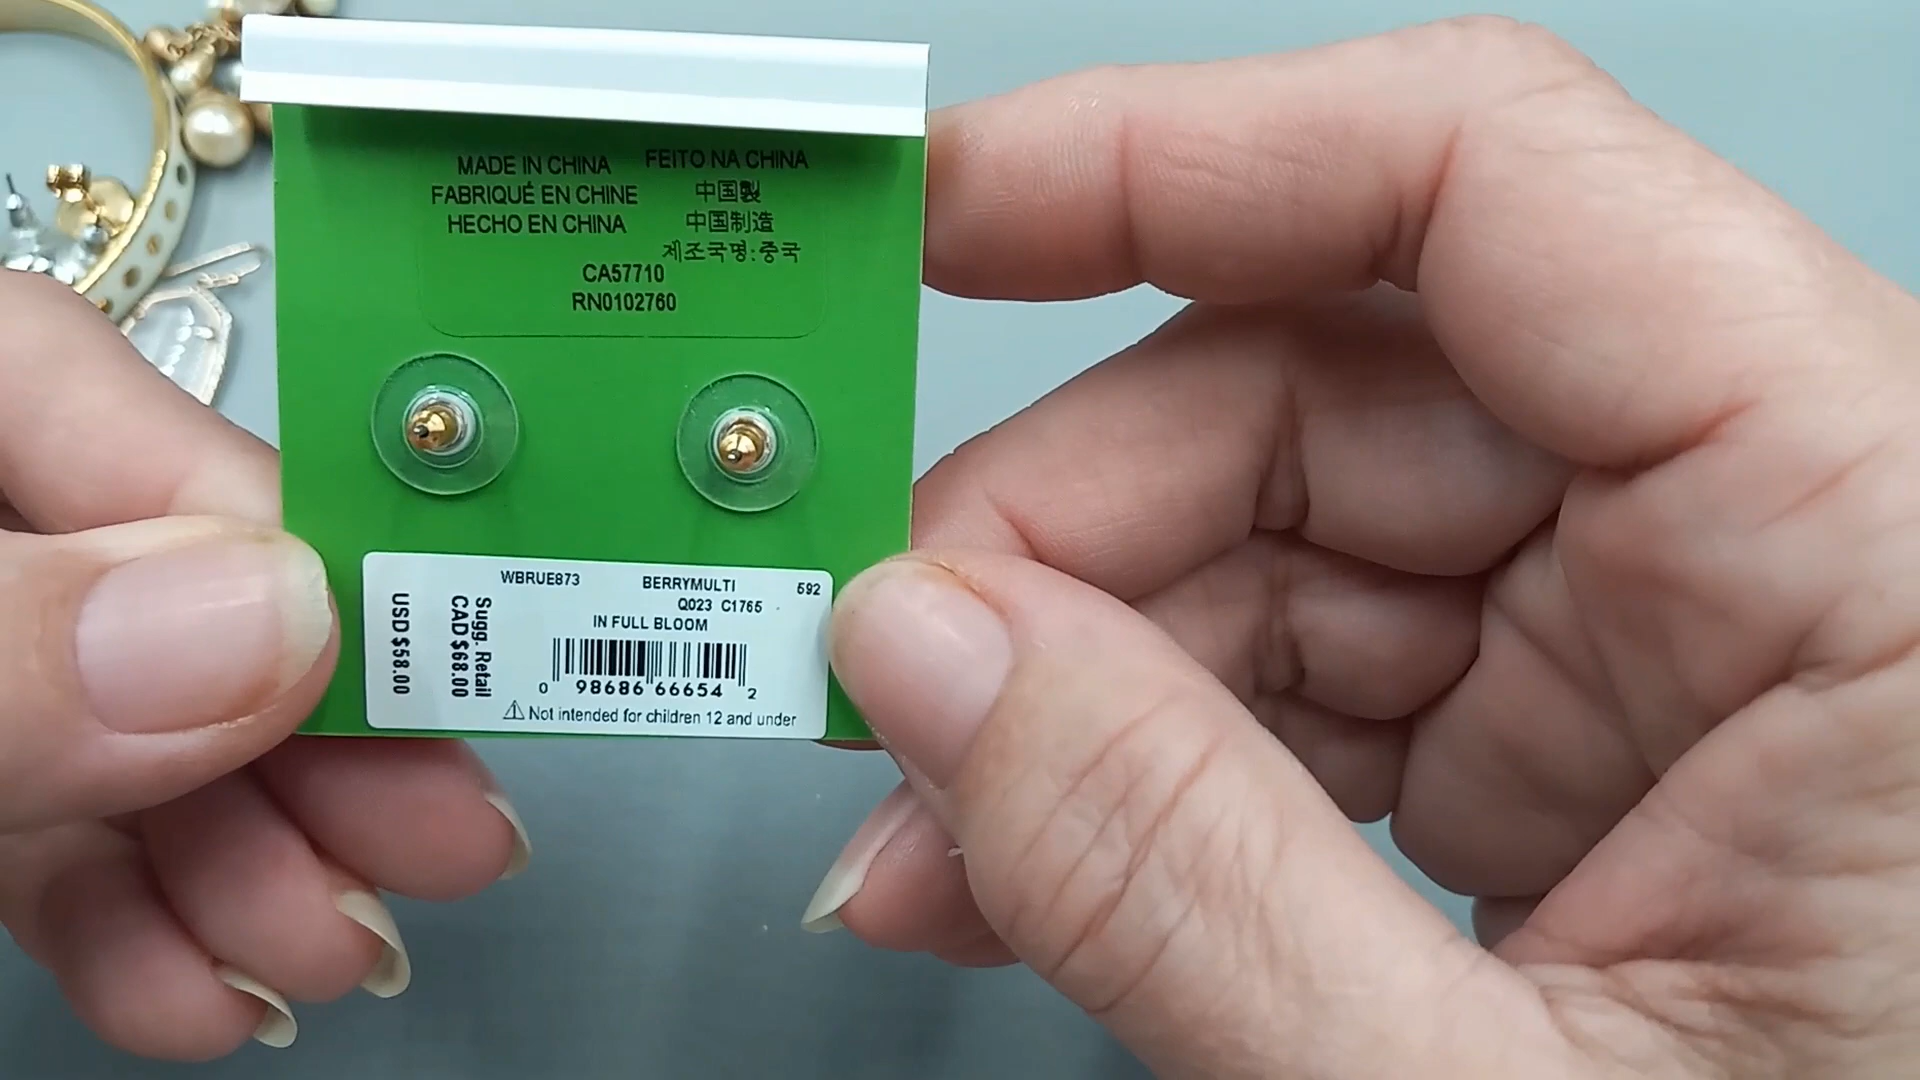 MADE IN CHINA
FABRIQUÉ EN CHINE
HECHO EN CHINA
FEITO NA CHINA
中国製
中国制造
제조국명:중국
CA57710
RN0102760
WBRUE873 BERRYMULTI 592
Q023 C1765
IN FULL BLOOM
0 98686 66654 2
Not intended for children 12 and under
Sugg. Retail
CAD $68.00
USD $58.00